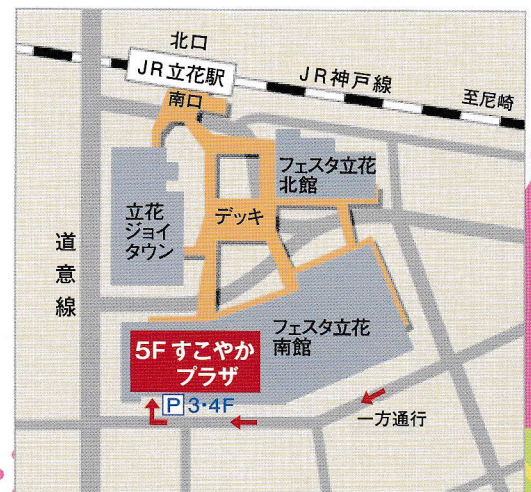 北口
JR立花駅
JR神戸線
至尼崎
南口
フェスタ立花
北館
立花
ジョイ
タウン
デッキ
道意線
フェスタ立花
南館
5F すこやか
プラザ
P 3・4F
一方通行